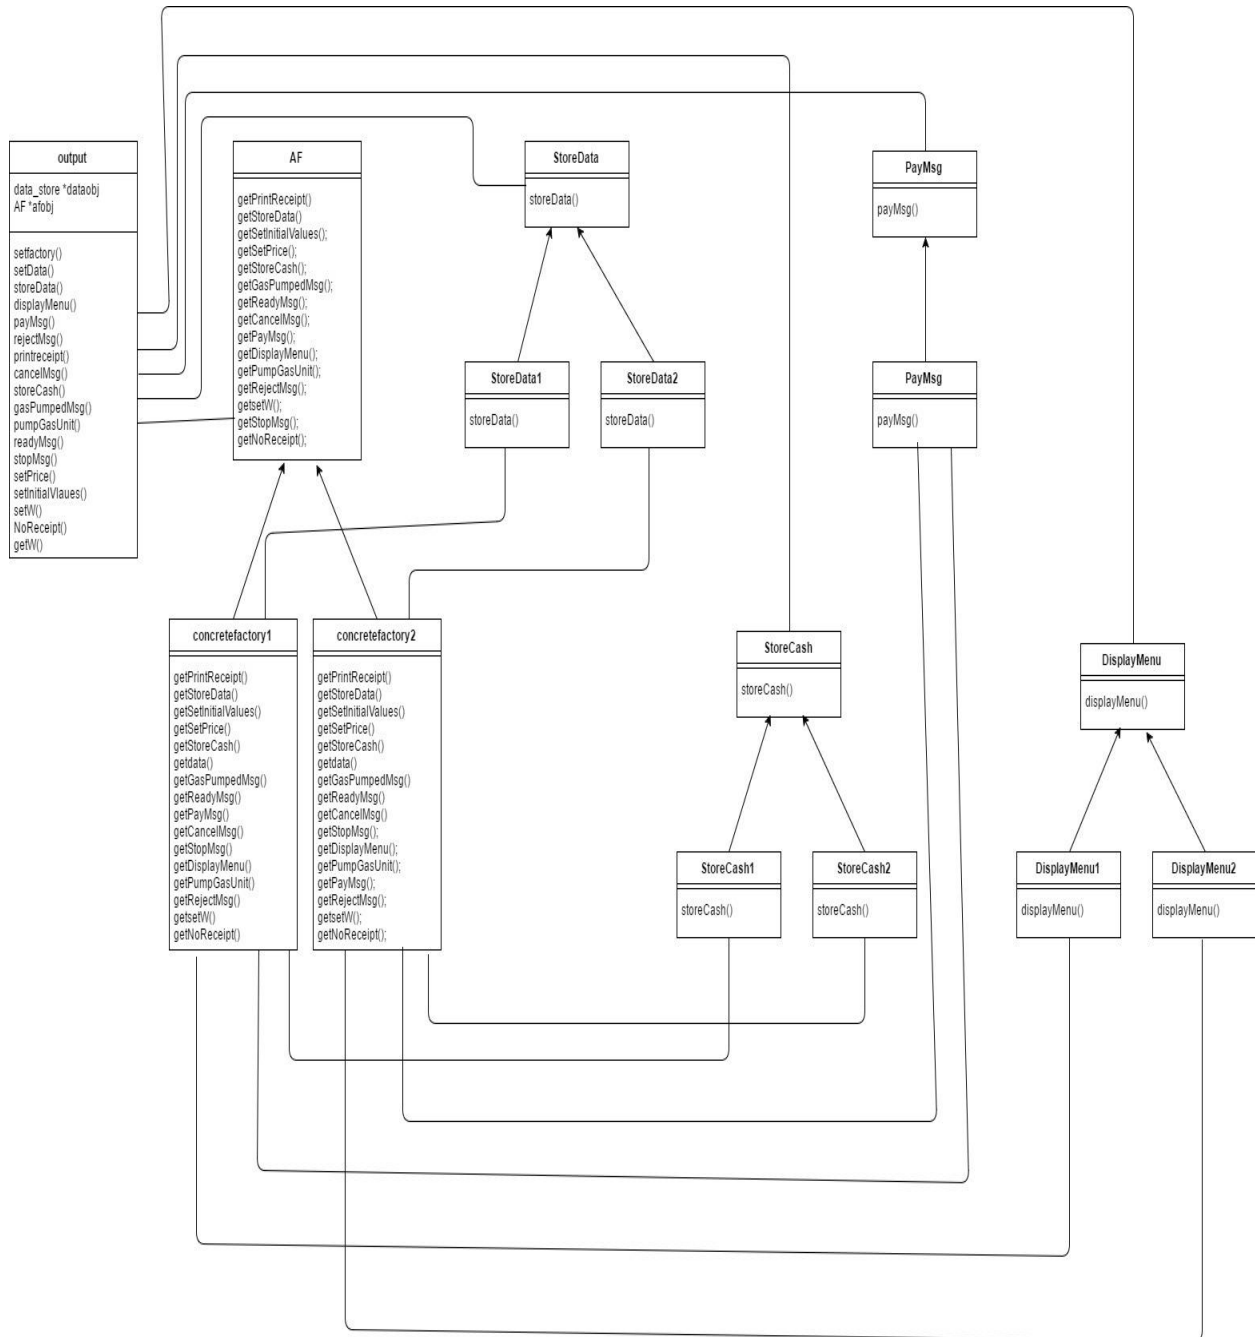 output
data_store *dataobj
AF *afobj
setfactory()
setData()
storeData()
displayMenu()
payMsg()
rejectMsg()
printreceipt()
cancelMsg()
storeCash()
gasPumpedMsg()
pumpGasUnit()
readyMsg()
stopMsg()
setPrice()
setInitialVlaues()
setW()
NoReceipt()
getW()
AF
getPrintReceipt()
getStoreData()
getSetInitialValues();
getSetPrice();
getStoreCash();
getGasPumpedMsg();
getReadyMsg();
getCancelMsg();
getPayMsg();
getDisplayMenu();
getPumpGasUnit();
getRejectMsg();
getsetW();
getStopMsg();
getNoReceipt();
StoreData
storeData()
PayMsg
payMsg()
StoreData1
storeData()
StoreData2
storeData()
PayMsg
payMsg()
concretefactory1
getPrintReceipt()
getStoreData()
getSetInitialValues()
getSetPrice()
getStoreCash()
getdata()
getGasPumpedMsg()
getReadyMsg()
getPayMsg()
getCancelMsg()
getStopMsg()
getDisplayMenu()
getPumpGasUnit()
getRejectMsg()
getsetW()
getNoReceipt()
concretefactory2
getPrintReceipt()
getStoreData()
getSetInitialValues()
getSetPrice()
getStoreCash()
getdata()
getGasPumpedMsg()
getReadyMsg()
getCancelMsg()
getStopMsg();
getDisplayMenu();
getPumpGasUnit();
getPayMsg();
getRejectMsg();
getsetW();
getNoReceipt();
StoreCash
storeCash()
DisplayMenu
displayMenu()
StoreCash1
storeCash()
StoreCash2
storeCash()
DisplayMenu1
displayMenu()
DisplayMenu2
displayMenu()